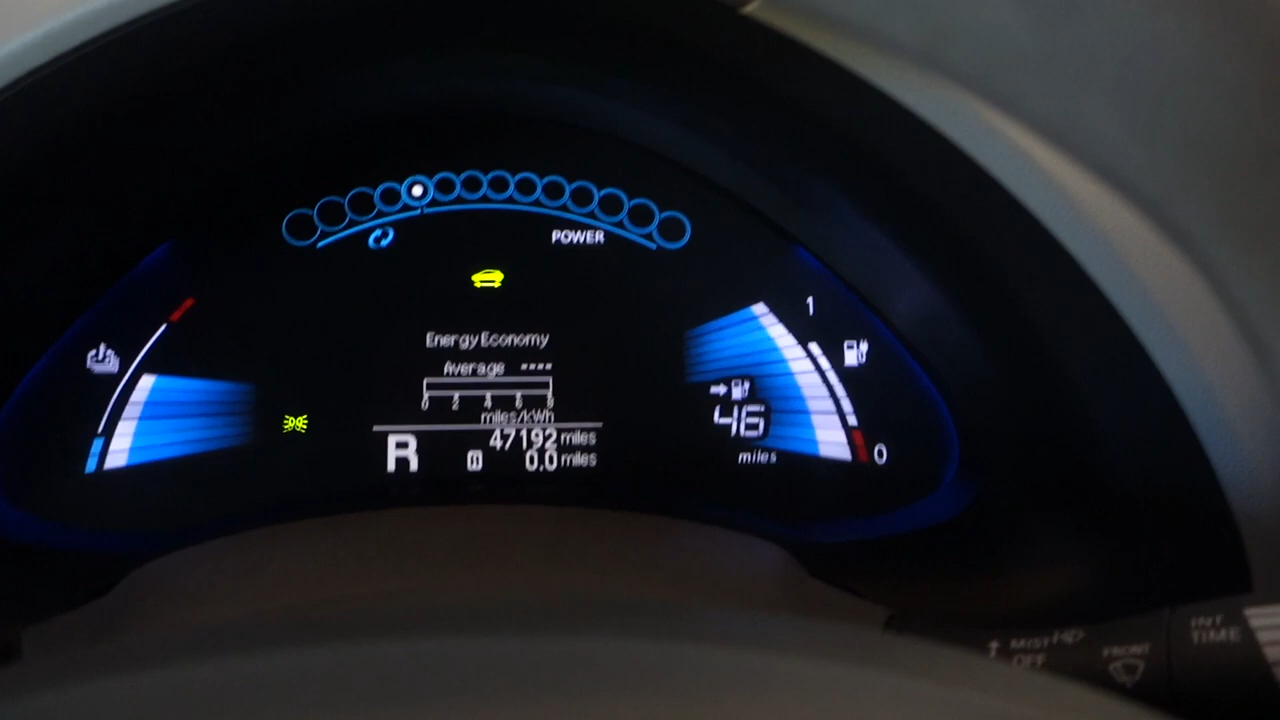 POWER
1
Energy Economy
Average ----
0 2 4 6 8
miles/kWh
R
47192 miles
0.0 miles
46
miles
0
MIST
OFF
FRONT
INT
TIME